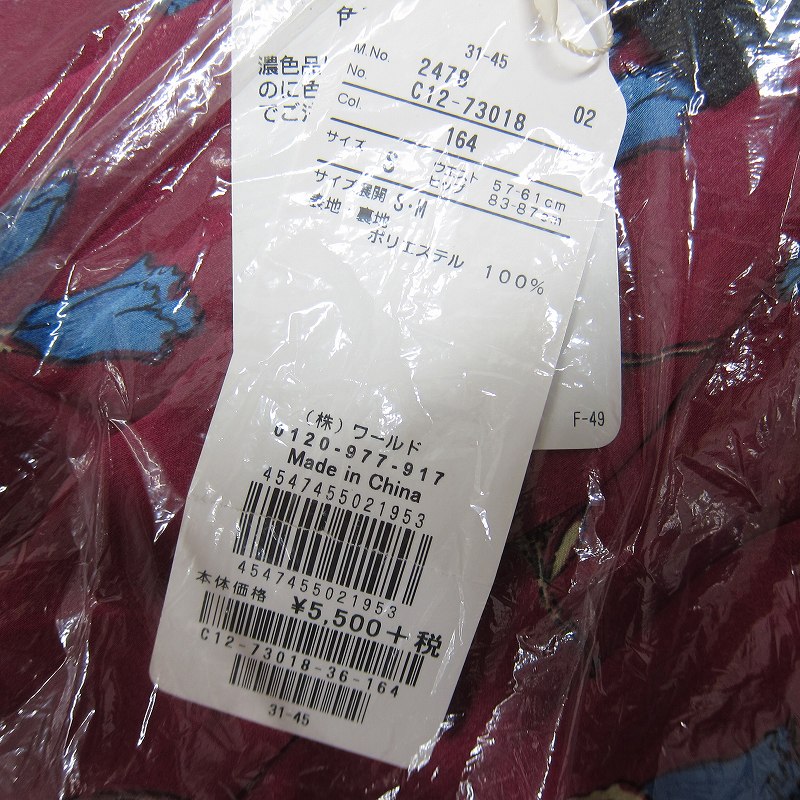 濃色品
のに色
でご
31-45
M.No. 2478
No. C12-73018 02
Col. 164
サイズ S ウエスト 57-61cm
ヒップ 83-87cm
サイズ展開 S・M
表地・裏地
ポリエステル 100%
F-49
(株)ワールド
0120-977-917
Made in China
4547455021953
4547455021953
本体価格 ¥5,500+税
C12-73018-36-164
31-45